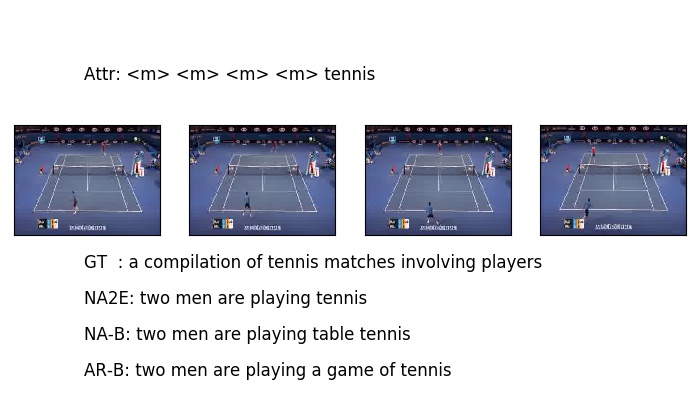 Attr: <m> <m> <m> <m> tennis
GT : a compilation of tennis matches involving players
NA2E: two men are playing tennis
NA-B: two men are playing table tennis
AR-B: two men are playing a game of tennis